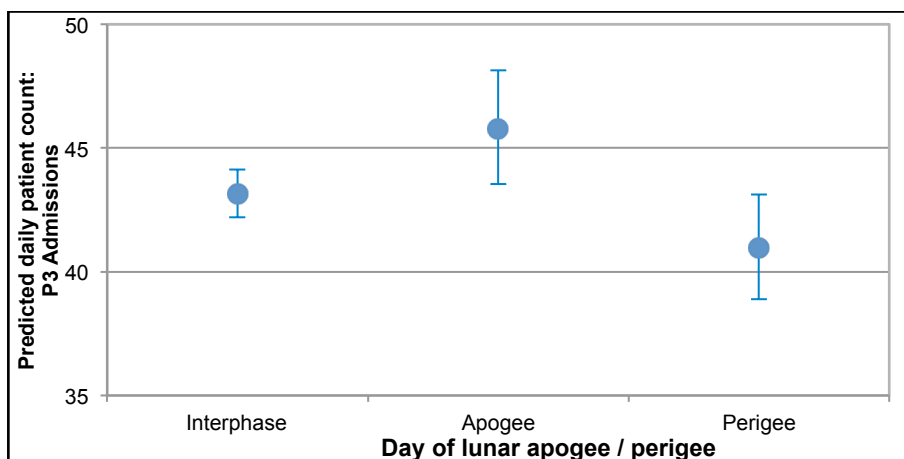 Predicted daily patient count:
P3 Admissions
50
45
40
35
Interphase Apogee Perigee
Day of lunar apogee / perigee